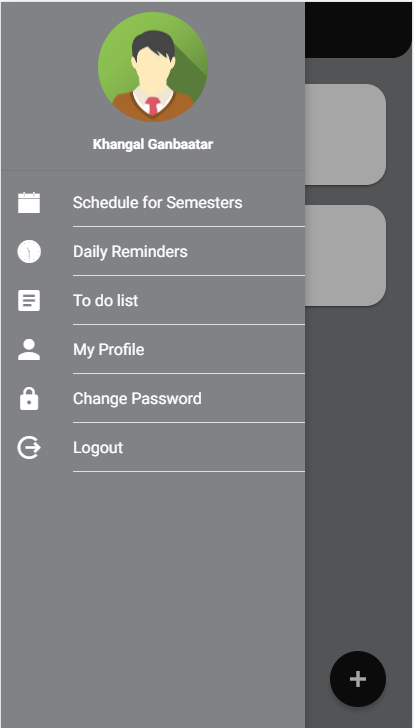 Khangal Ganbaatar
Schedule for Semesters
Daily Reminders
To do list
My Profile
Change Password
Logout